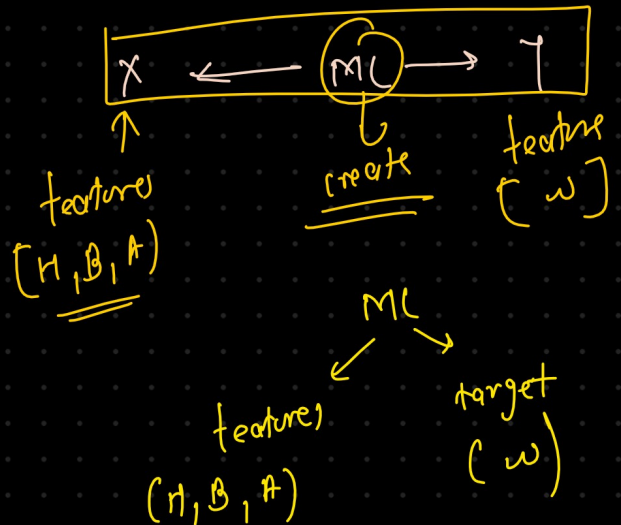 X ← ML → Y
features
[H, B, A)
create
feature
[W]
ML
features
(H, B, A)
target
(W)